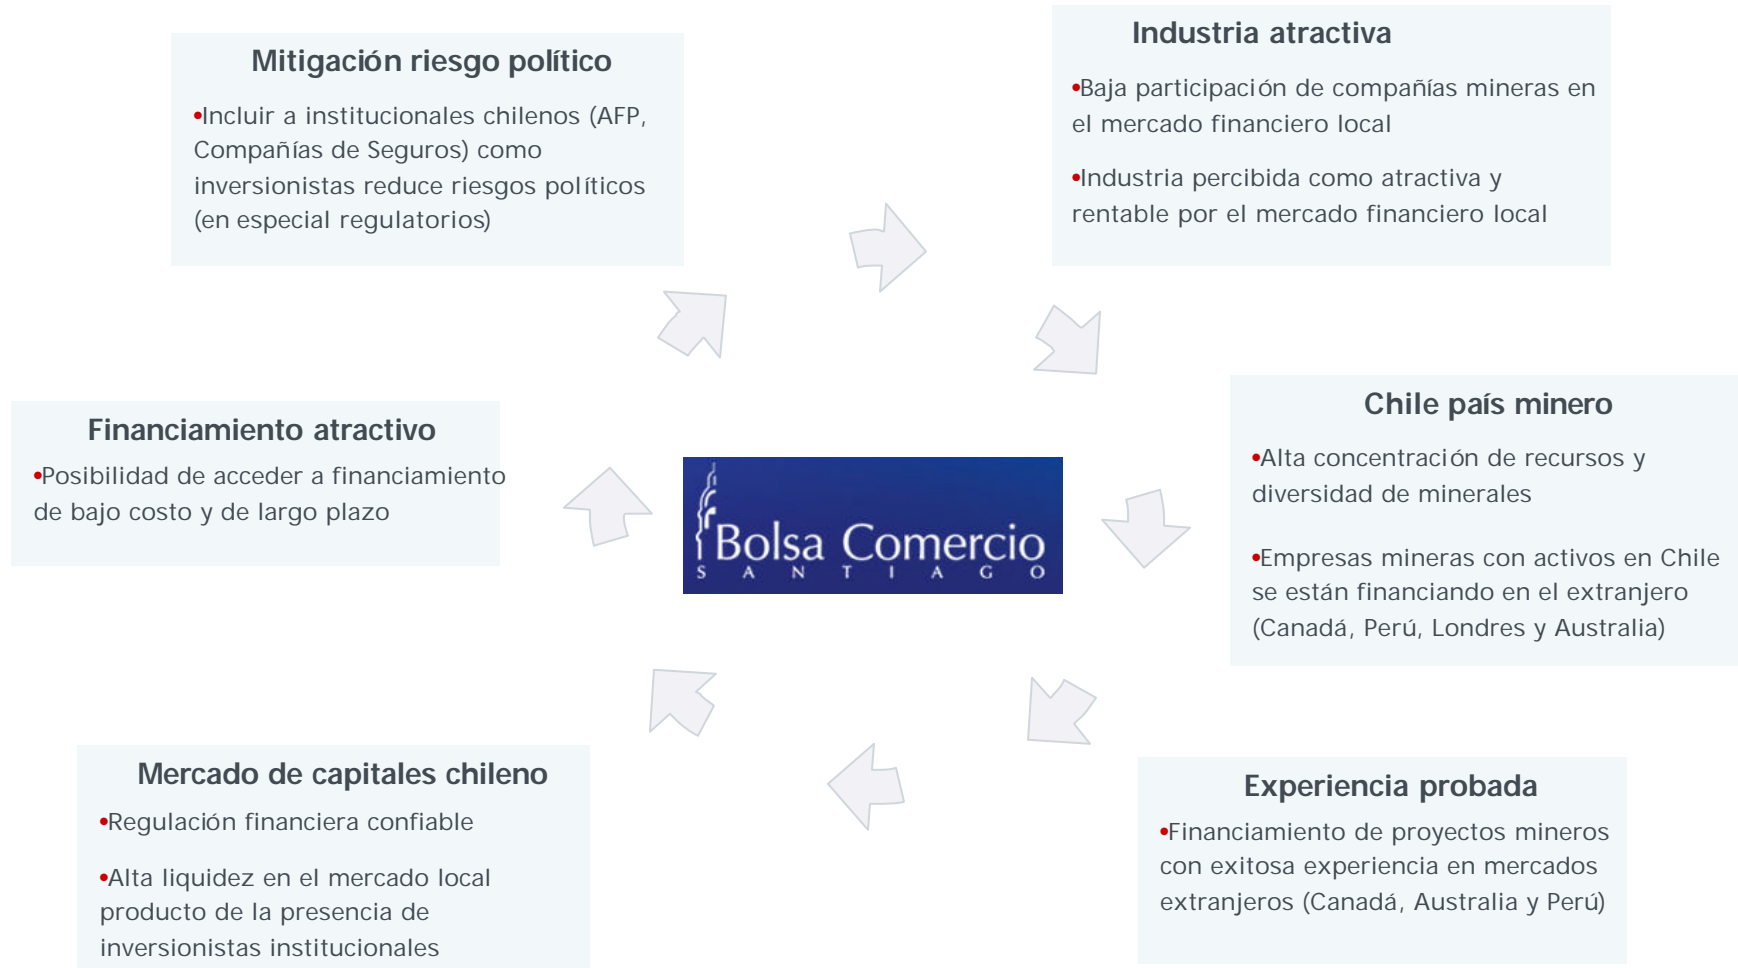 Mitigación riesgo político
•Incluir a institucionales chilenos (AFP,
Compañías de Seguros) como
inversionistas reduce riesgos políticos
(en especial regulatorios)
Industria atractiva
•Baja participación de compañías mineras en
el mercado financiero local
•Industria percibida como atractiva y
rentable por el mercado financiero local
Chile país minero
•Alta concentración de recursos y
diversidad de minerales
•Empresas mineras con activos en Chile
se están financiando en el extranjero
(Canadá, Perú, Londres y Australia)
Experiencia probada
•Financiamiento de proyectos mineros
con exitosa experiencia en mercados
extranjeros (Canadá, Australia y Perú)
Mercado de capitales chileno
•Regulación financiera confiable
•Alta liquidez en el mercado local
producto de la presencia de
inversionistas institucionales
Financiamiento atractivo
•Posibilidad de acceder a financiamiento
de bajo costo y de largo plazo
Bolsa Comercio
SANTIAGO